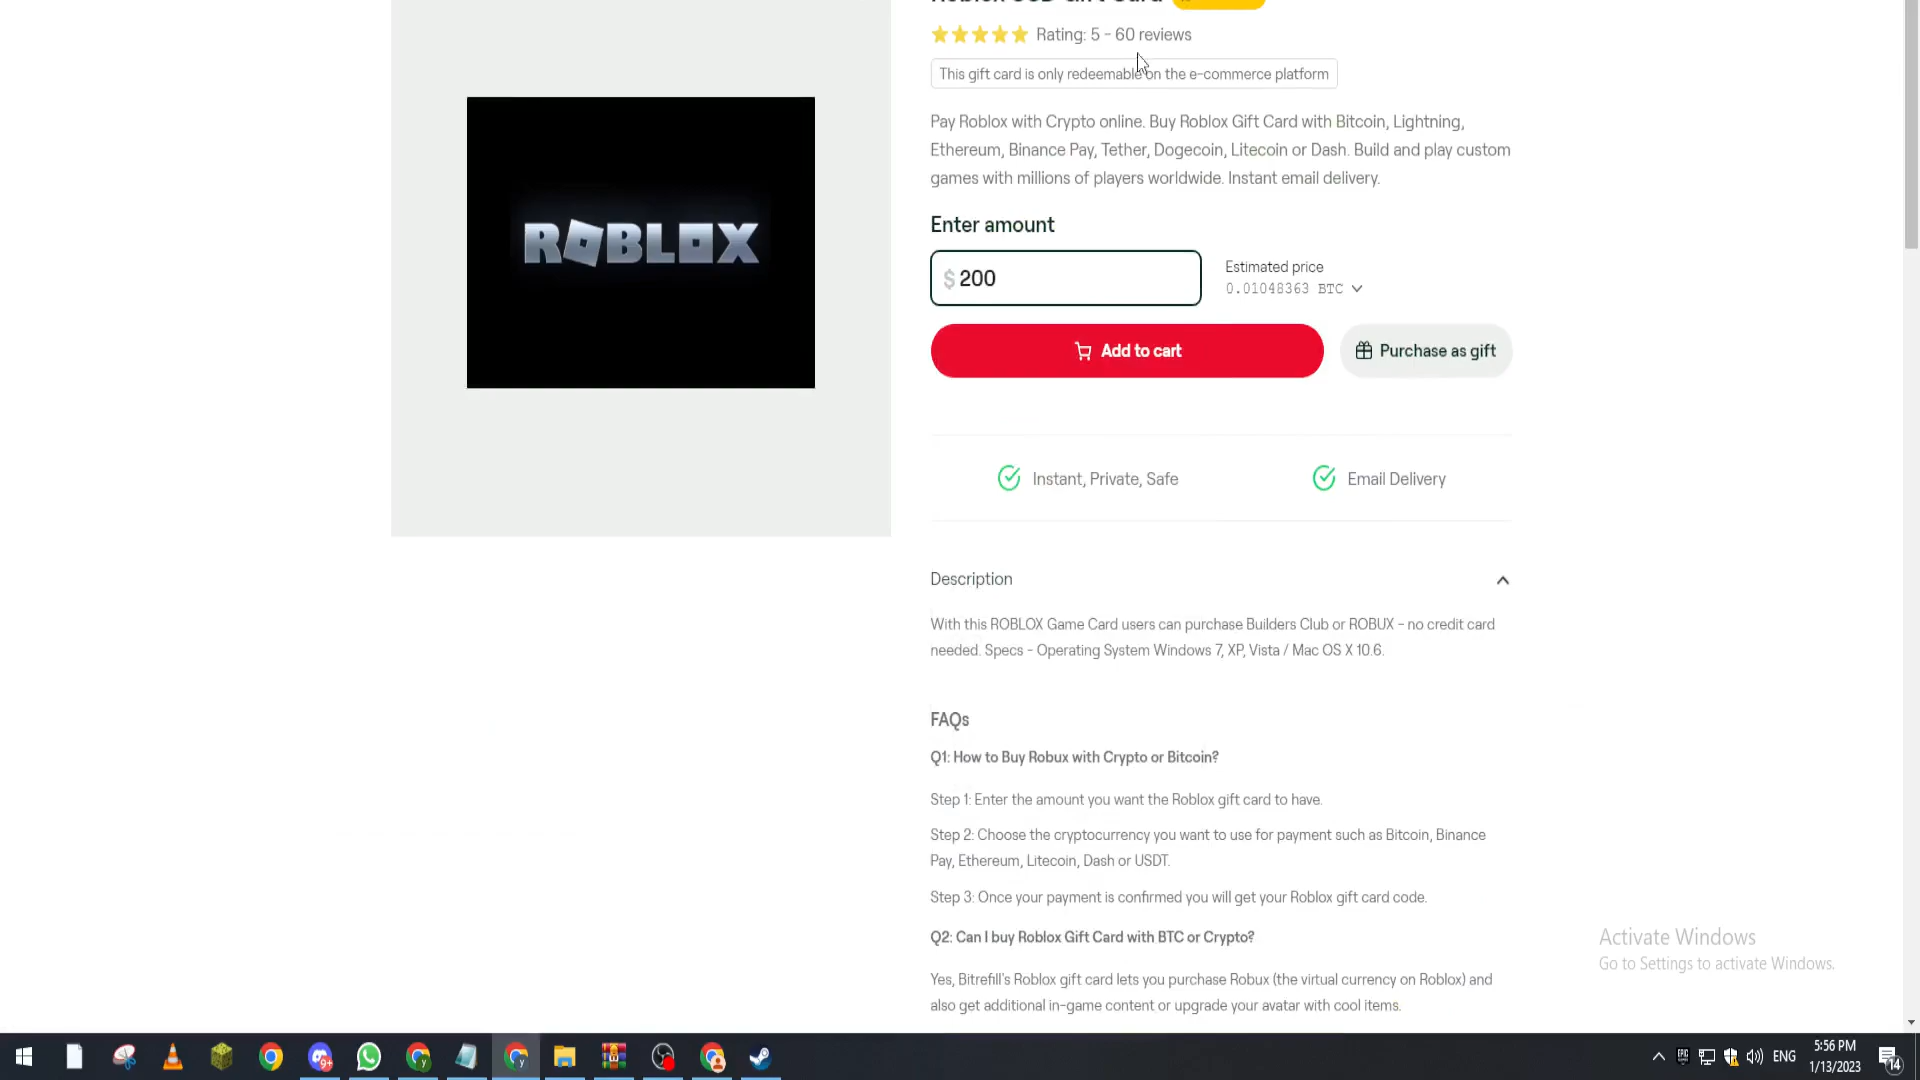 Roblox USD Gift Card
Rating: 5 - 60 reviews
This gift card is only redeemable on the e-commerce platform
Pay Roblox with Crypto online. Buy Roblox Gift Card with Bitcoin, Lightning,
Ethereum, Binance Pay, Tether, Dogecoin, Litecoin or Dash. Build and play custom
games with millions of players worldwide. Instant email delivery.
ROBLOX
Enter amount
$ 200
Estimated price
0.01048363 BTC
Add to cart
Purchase as gift
Instant, Private, Safe
Email Delivery
Description
With this ROBLOX Game Card users can purchase Builders Club or ROBUX - no credit card
needed. Specs - Operating System Windows 7, XP, Vista / Mac OS X 10.6.
FAQs
Q1: How to Buy Robux with Crypto or Bitcoin?
Step 1: Enter the amount you want the Roblox gift card to have.
Step 2: Choose the cryptocurrency you want to use for payment such as Bitcoin, Binance
Pay, Ethereum, Litecoin, Dash or USDT.
Step 3: Once your payment is confirmed you will get your Roblox gift card code.
Q2: Can I buy Roblox Gift Card with BTC or Crypto?
Yes, Bitrefill's Roblox gift card lets you purchase Robux (the virtual currency on Roblox) and
also get additional in-game content or upgrade your avatar with cool items.
Activate Windows
Go to Settings to activate Windows.
9+
EPIC
ENG
5:56 PM
1/13/2023
14